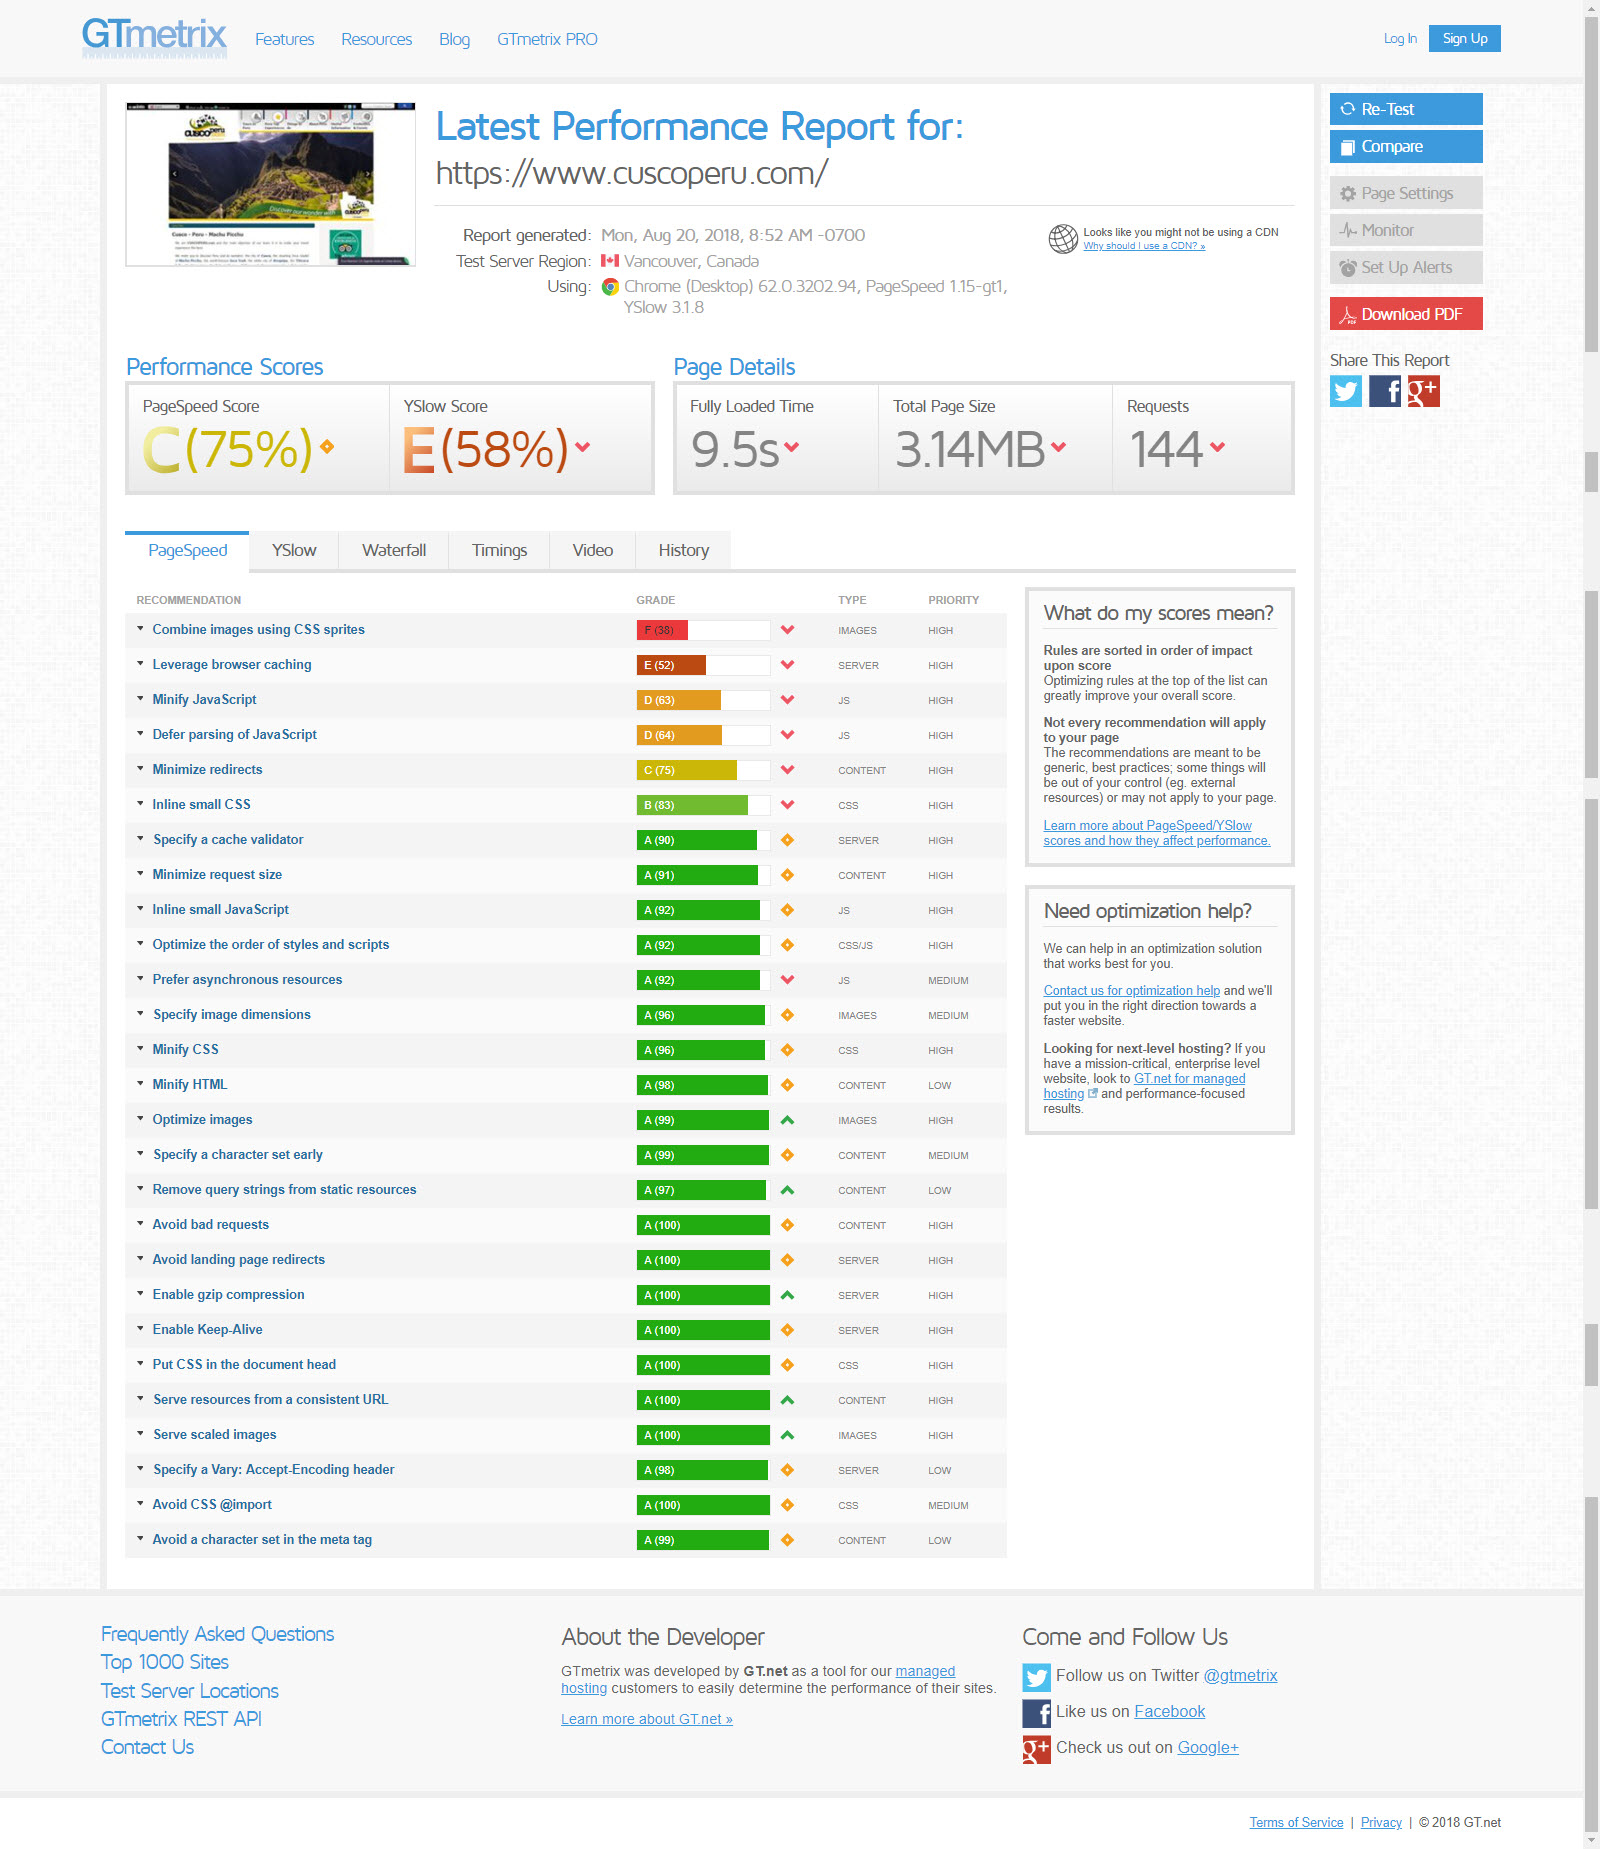 GTmetrix
Features
Resources
Blog
GTmetrix PRO
Log In
Sign Up
Latest Performance Report for:
https://www.cuscoperu.com/
Report generated: Mon, Aug 20, 2018, 8:52 AM -0700
Test Server Region: Vancouver, Canada
Using: Chrome (Desktop) 62.0.3202.94, PageSpeed 1.15-gt1,
YSlow 3.1.8
Looks like you might not be using a CDN
Why should I use a CDN? »
Re-Test
Compare
Page Settings
Monitor
Set Up Alerts
Download PDF
Share This Report
Performance Scores
PageSpeed Score
C(75%)
YSlow Score
E(58%)
Page Details
Fully Loaded Time
9.5s
Total Page Size
3.14MB
Requests
144
PageSpeed
YSlow
Waterfall
Timings
Video
History
RECOMMENDATION GRADE TYPE PRIORITY
Combine images using CSS sprites F (38) IMAGES HIGH
Leverage browser caching E (52) SERVER HIGH
Minify JavaScript D (63) JS HIGH
Defer parsing of JavaScript D (64) JS HIGH
Minimize redirects C (75) CONTENT HIGH
Inline small CSS B (83) CSS HIGH
Specify a cache validator A (90) SERVER HIGH
Minimize request size A (91) CONTENT HIGH
Inline small JavaScript A (92) JS HIGH
Optimize the order of styles and scripts A (92) CSS/JS HIGH
Prefer asynchronous resources A (92) JS MEDIUM
Specify image dimensions A (96) IMAGES MEDIUM
Minify CSS A (96) CSS HIGH
Minify HTML A (98) CONTENT LOW
Optimize images A (99) IMAGES HIGH
Specify a character set early A (99) CONTENT MEDIUM
Remove query strings from static resources A (97) CONTENT LOW
Avoid bad requests A (100) CONTENT HIGH
Avoid landing page redirects A (100) SERVER HIGH
Enable gzip compression A (100) SERVER HIGH
Enable Keep-Alive A (100) SERVER HIGH
Put CSS in the document head A (100) CSS HIGH
Serve resources from a consistent URL A (100) CONTENT HIGH
Serve scaled images A (100) IMAGES HIGH
Specify a Vary: Accept-Encoding header A (98) SERVER LOW
Avoid CSS @import A (100) CSS MEDIUM
Avoid a character set in the meta tag A (99) CONTENT LOW
What do my scores mean?
Rules are sorted in order of impact
upon score
Optimizing rules at the top of the list can
greatly improve your overall score.
Not every recommendation will apply
to your page
The recommendations are meant to be
generic, best practices; some things will
be out of your control (eg. external
resources) or may not apply to your page.
Learn more about PageSpeed/YSlow
scores and how they affect performance.
Need optimization help?
We can help in an optimization solution
that works best for you.
Contact us for optimization help and we'll
put you in the right direction towards a
faster website.
Looking for next-level hosting? If you
have a mission-critical, enterprise level
website, look to GT.net for managed
hosting and performance-focused
results.
Frequently Asked Questions
Top 1000 Sites
Test Server Locations
GTmetrix REST API
Contact Us
About the Developer
GTmetrix was developed by GT.net as a tool for our managed
hosting customers to easily determine the performance of their sites.
Learn more about GT.net »
Come and Follow Us
Follow us on Twitter @gtmetrix
Like us on Facebook
Check us out on Google+
Terms of Service | Privacy | © 2018 GT.net